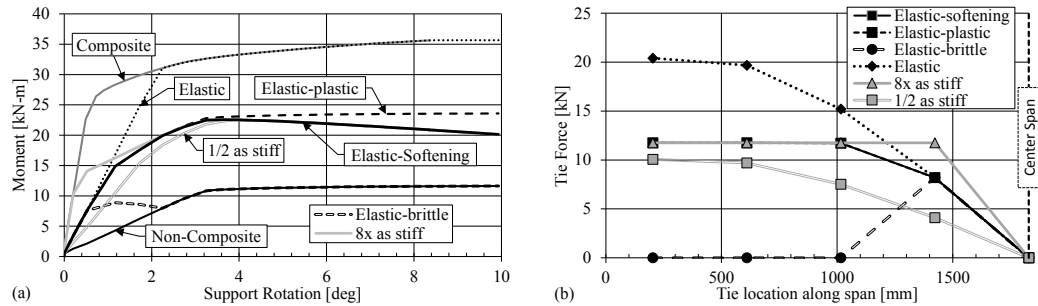 40
35
30
25
20
15
10
5
0
Moment [kN-m]
Composite
Elastic
Elastic-plastic
1/2 as stiff
Elastic-Softening
Non-Composite
Elastic-brittle
8x as stiff
0
2
4
6
8
10
(a)
Support Rotation [deg]
25
20
15
10
5
0
Tie Force [kN]
Elastic-softening
Elastic-plastic
Elastic-brittle
Elastic
8x as stiff
1/2 as stiff
Center Span
0
500
1000
1500
(b)
Tie location along span [mm]